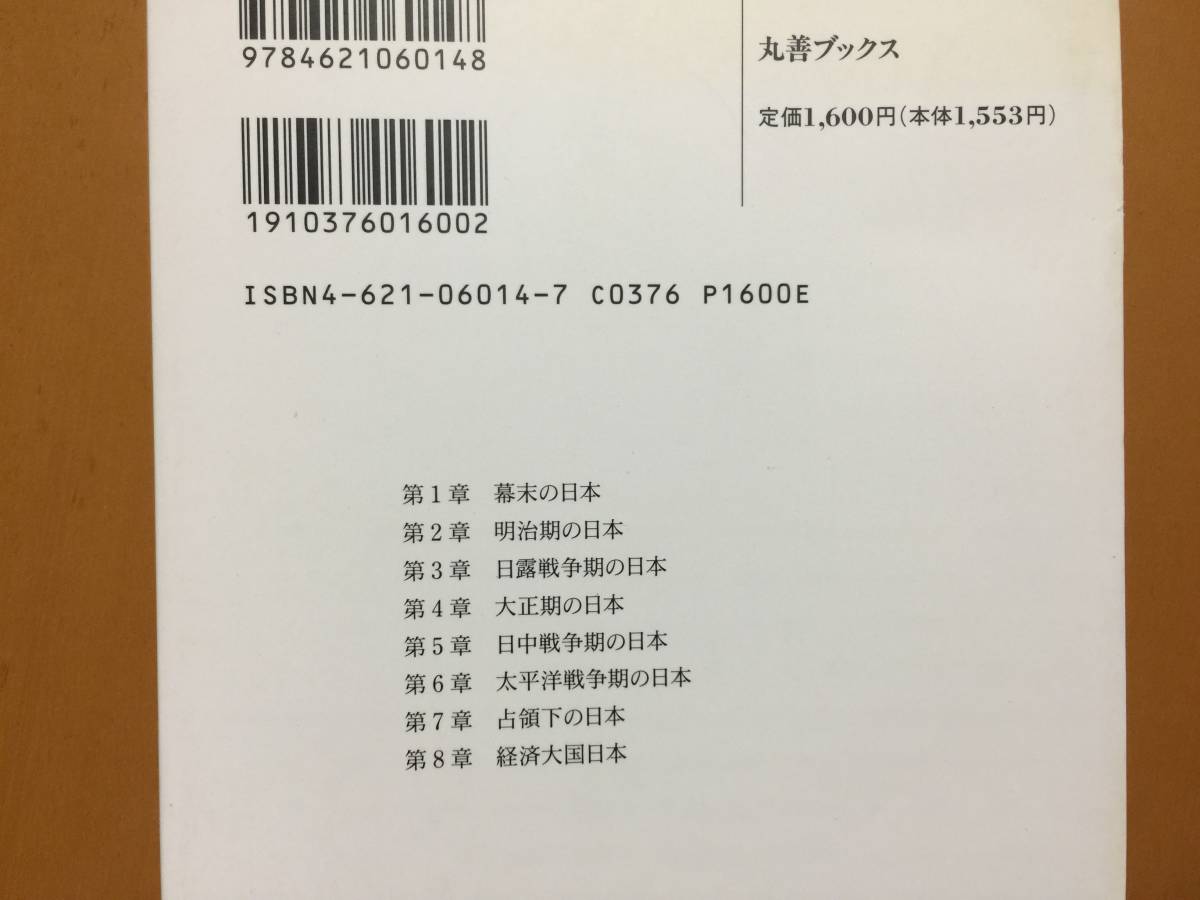 9784621060148
1910376016002
ISBN4-621-06014-7 C0376 P1600E
丸善ブックス
定価1,600円(本体1,553円)
第1章 幕末の日本
第2章 明治期の日本
第3章 日露戦争期の日本
第4章 大正期の日本
第5章 日中戦争期の日本
第6章 太平洋戦争期の日本
第7章 占領下の日本
第8章 経済大国日本